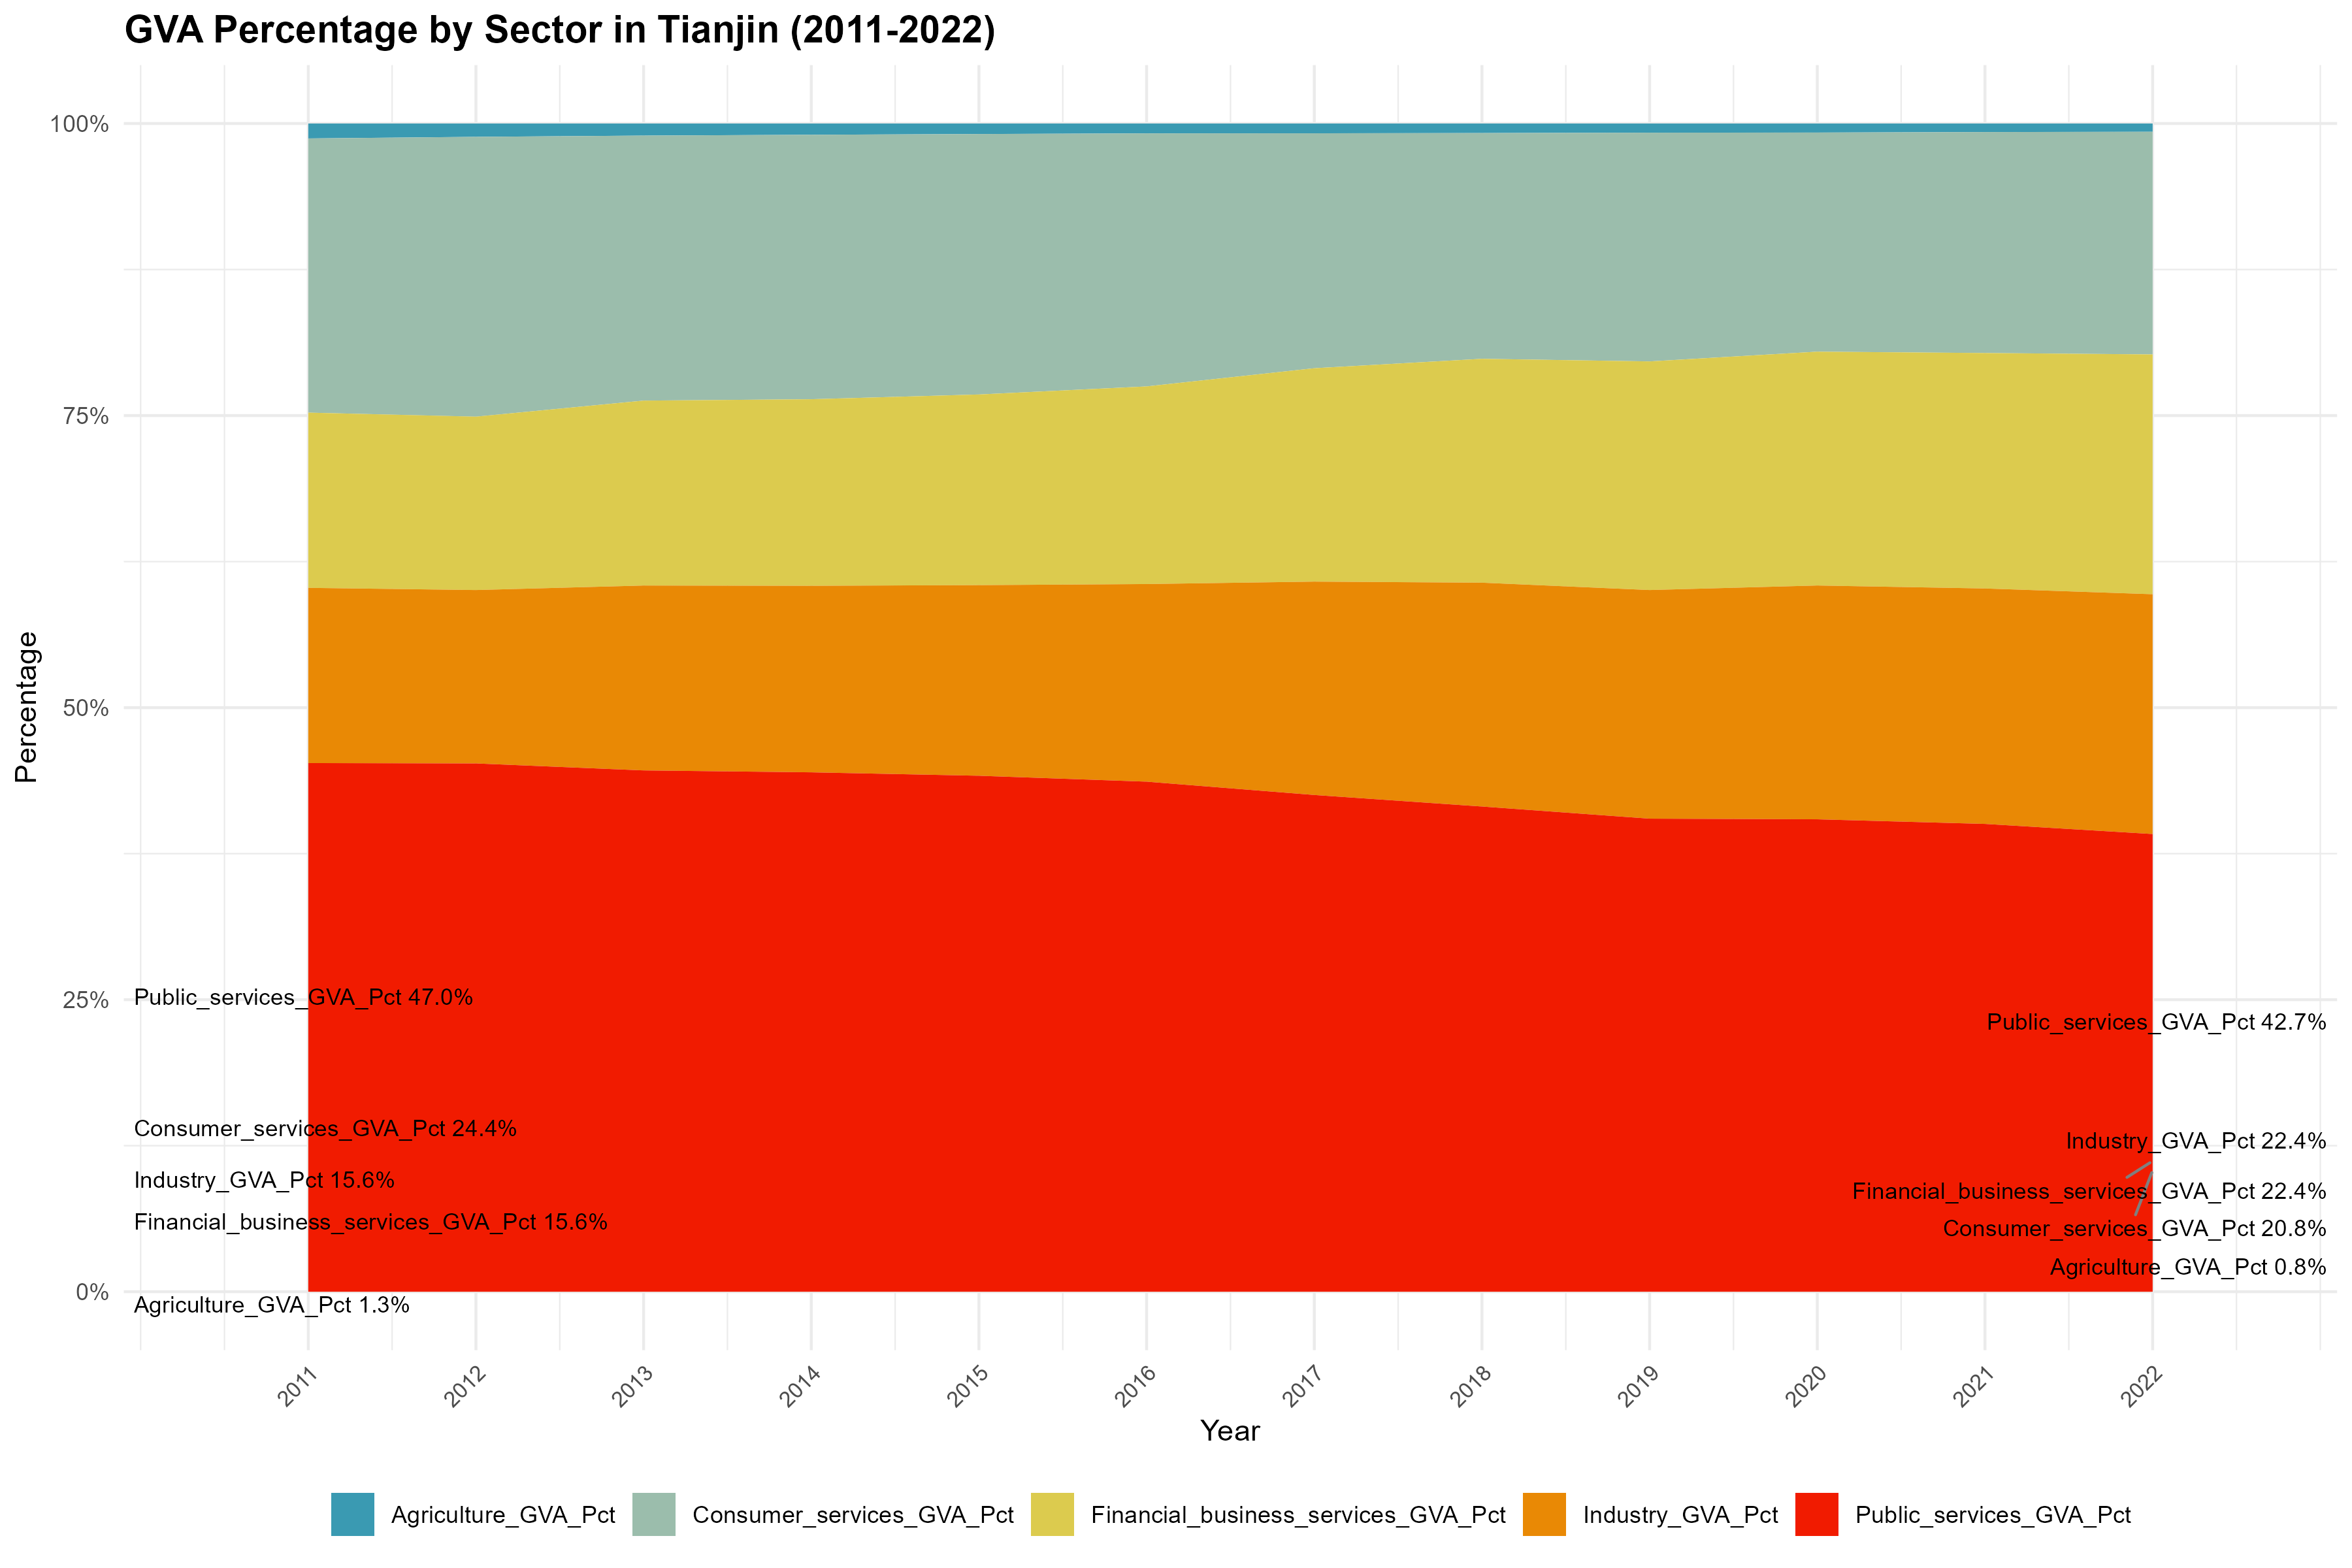 GVA Percentage by Sector in Tianjin (2011-2022)
100%
75%
50%
25%
0%
Percentage
Public_services_GVA_Pct 47.0%
Consumer_services_GVA_Pct 24.4%
Industry_GVA_Pct 15.6%
Financial_business_services_GVA_Pct 15.6%
Agriculture_GVA_Pct 1.3%
Public_services_GVA_Pct 42.7%
Industry_GVA_Pct 22.4%
Financial_business_services_GVA_Pct 22.4%
Consumer_services_GVA_Pct 20.8%
Agriculture_GVA_Pct 0.8%
2011 2012 2013 2014 2015 2016 2017 2018 2019 2020 2021 2022
Year
Agriculture_GVA_Pct Consumer_services_GVA_Pct Financial_business_services_GVA_Pct Industry_GVA_Pct Public_services_GVA_Pct